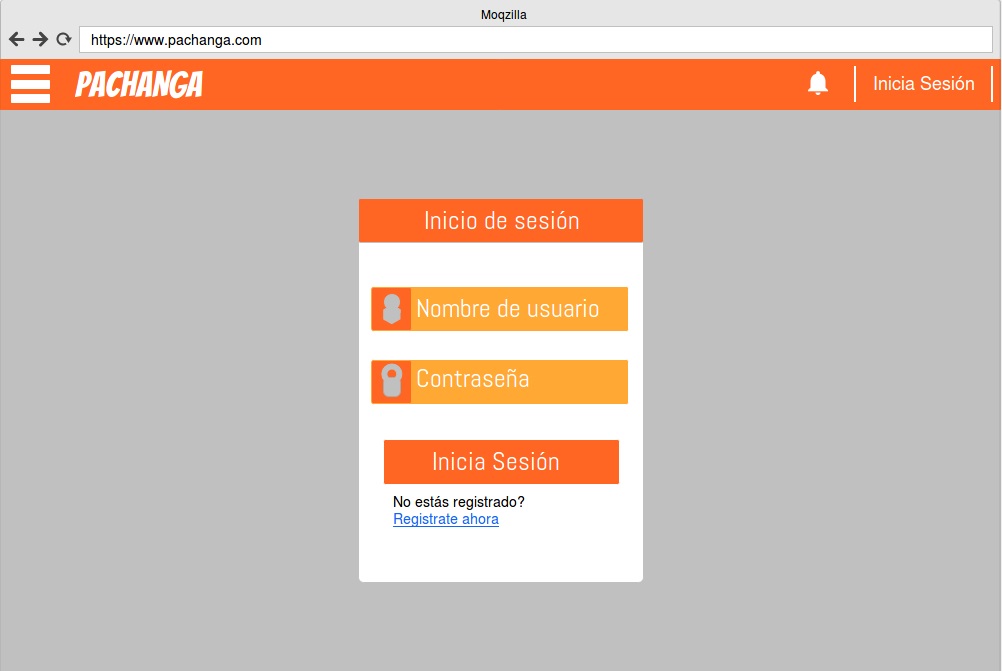 Moqzilla
https://www.pachanga.com
PACHANGA
Inicia Sesión
Inicio de sesión
Nombre de usuario
Contraseña
Inicia Sesión
No estás registrado?
Registrate ahora